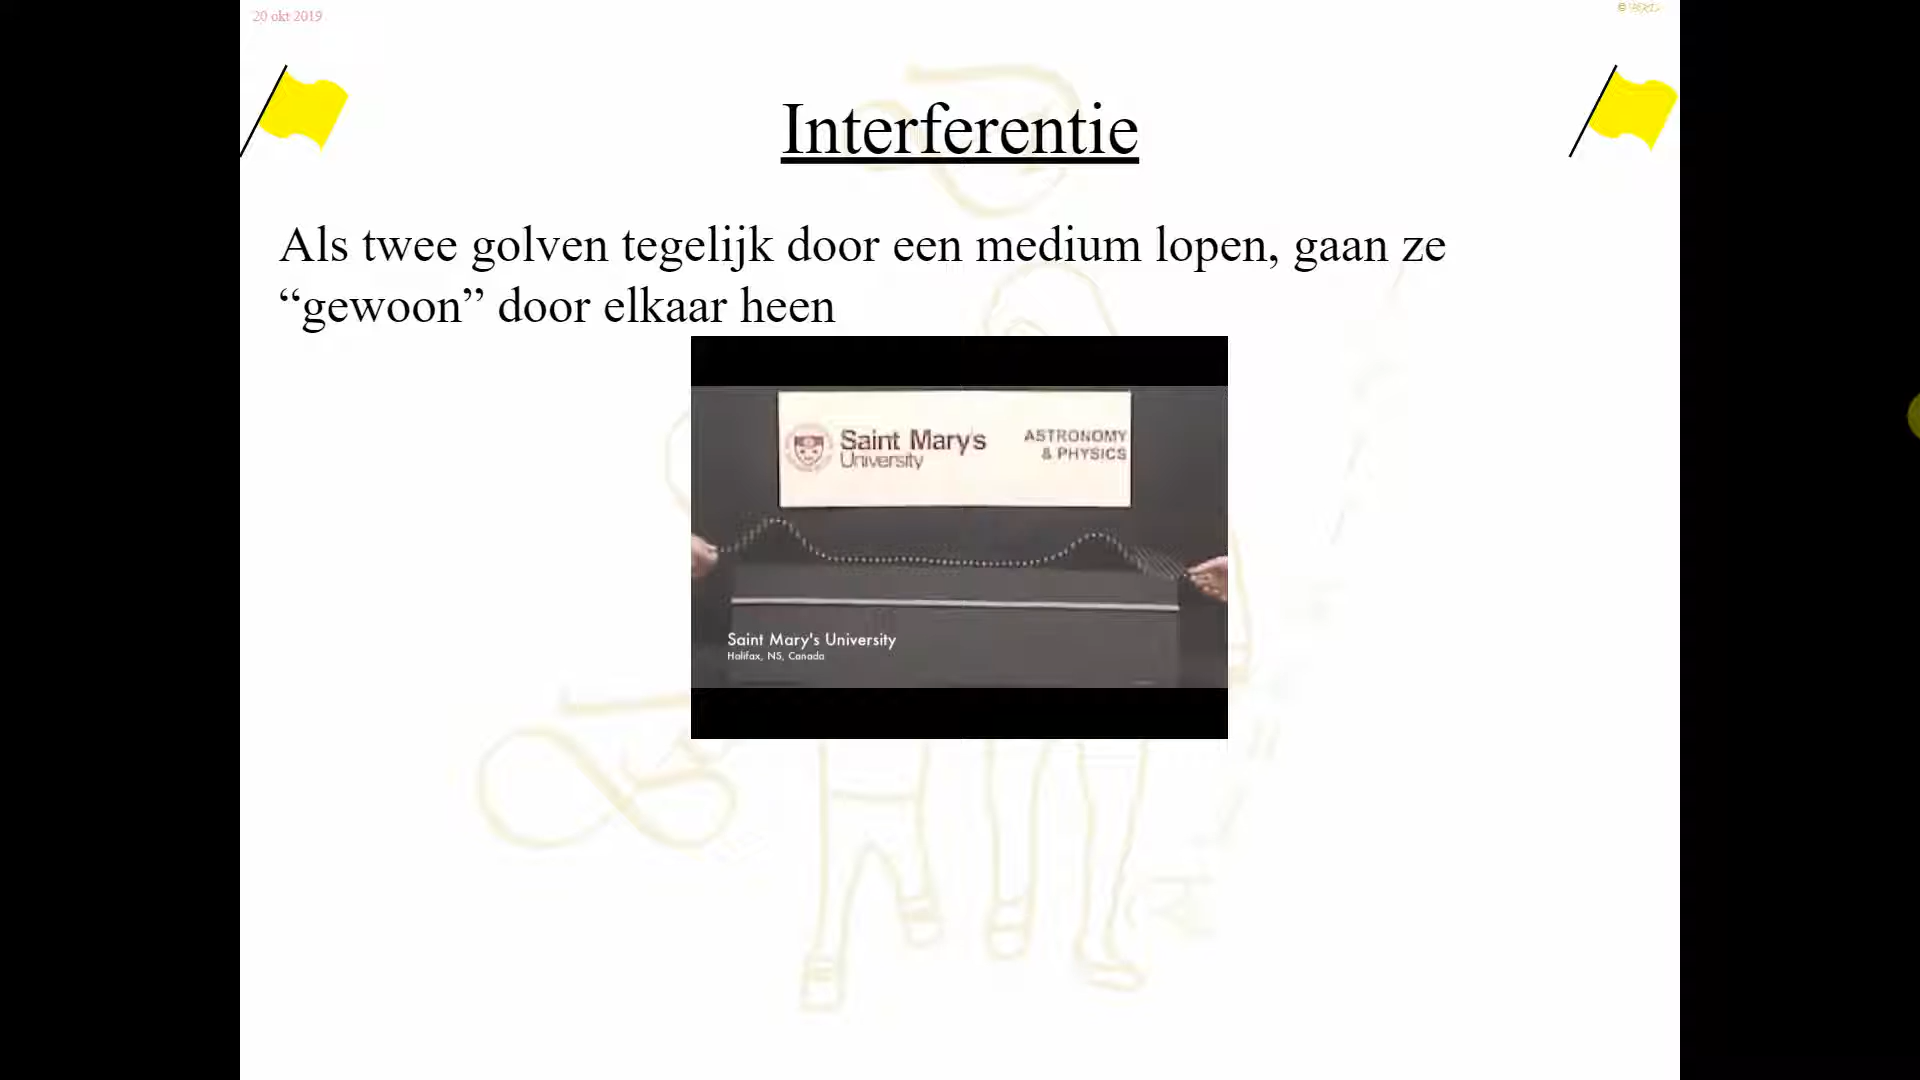 20 okt 2019
Interferentie
Als twee golven tegelijk door een medium lopen, gaan ze
“gewoon” door elkaar heen
Saint Mary's
University
ASTRONOMY
& PHYSICS
Saint Mary's University
Halifax, NS, Canada